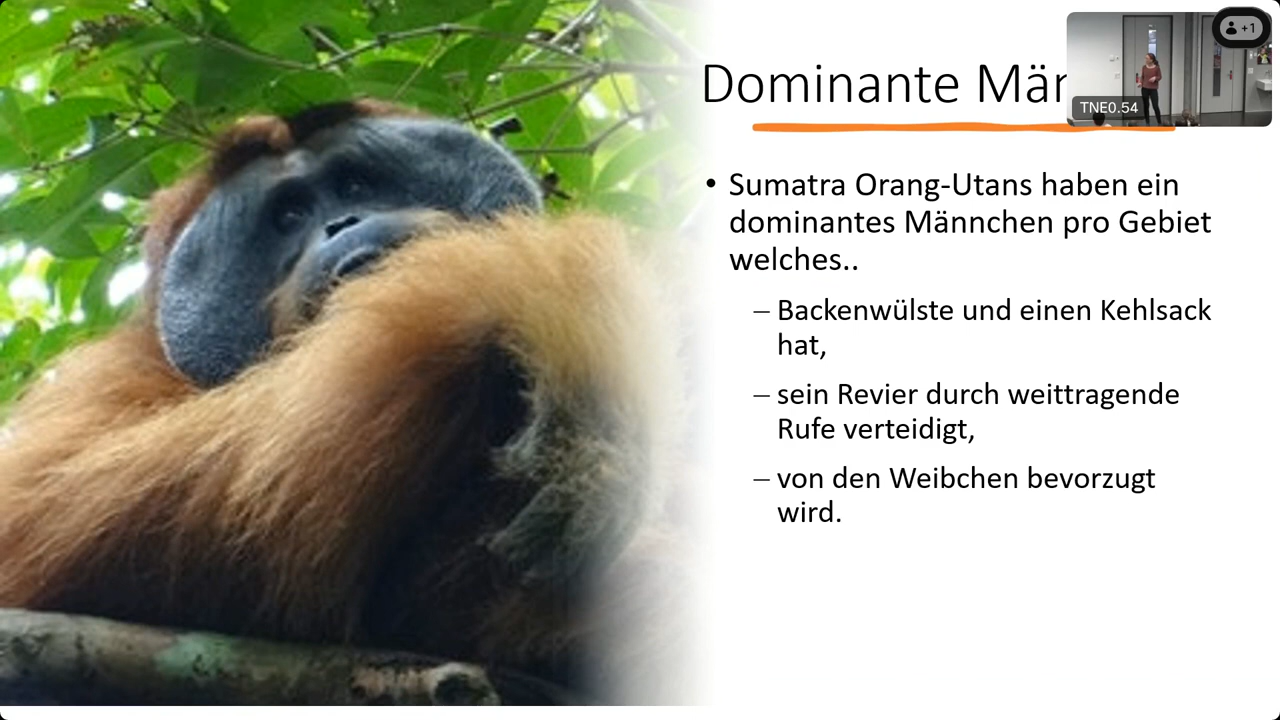 Dominante Män
+1
TNE0.54
• Sumatra Orang-Utans haben ein
dominantes Männchen pro Gebiet
welches..
– Backenwülste und einen Kehlsack
hat,
– sein Revier durch weittragende
Rufe verteidigt,
– von den Weibchen bevorzugt
wird.